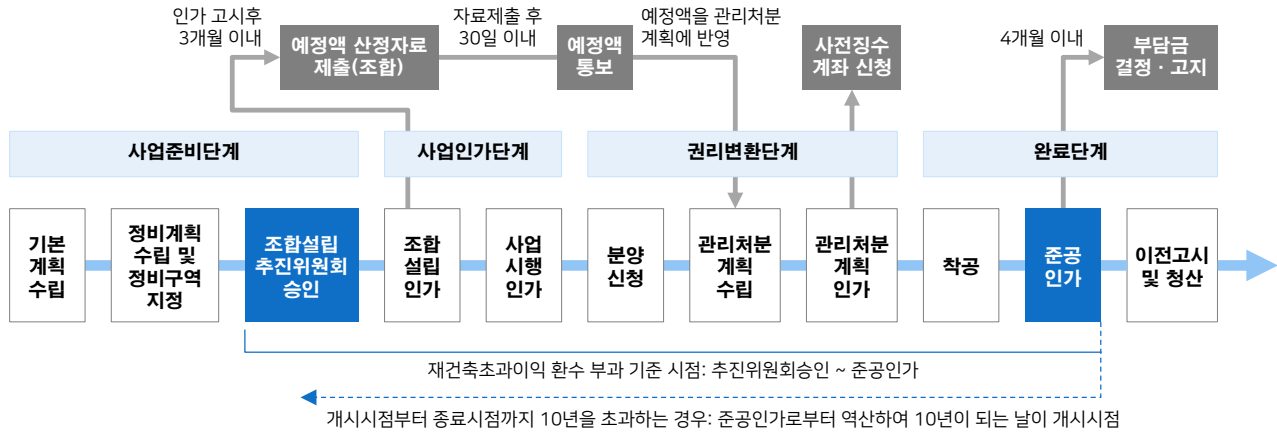 인가 고시후
3개월 이내
예정액 산정자료
제출(조합)
자료제출 후
30일 이내
예정액
통보
예정액을 관리처분
계획에 반영
사전징수
계좌 신청
4개월 이내
부담금
결정 · 고지
사업준비단계
사업인가단계
권리변환단계
완료단계
기본
계획
수립
정비계획
수립 및
정비구역
지정
조합설립
추진위원회
승인
조합
설립
인가
사업
시행
인가
분양
신청
관리처분
계획
수립
관리처분
계획
인가
착공
준공
인가
이전고시
및 청산
재건축초과이익 환수 부과 기준 시점: 추진위원회승인 ~ 준공인가
개시시점부터 종료시점까지 10년을 초과하는 경우: 준공인가로부터 역산하여 10년이 되는 날이 개시시점